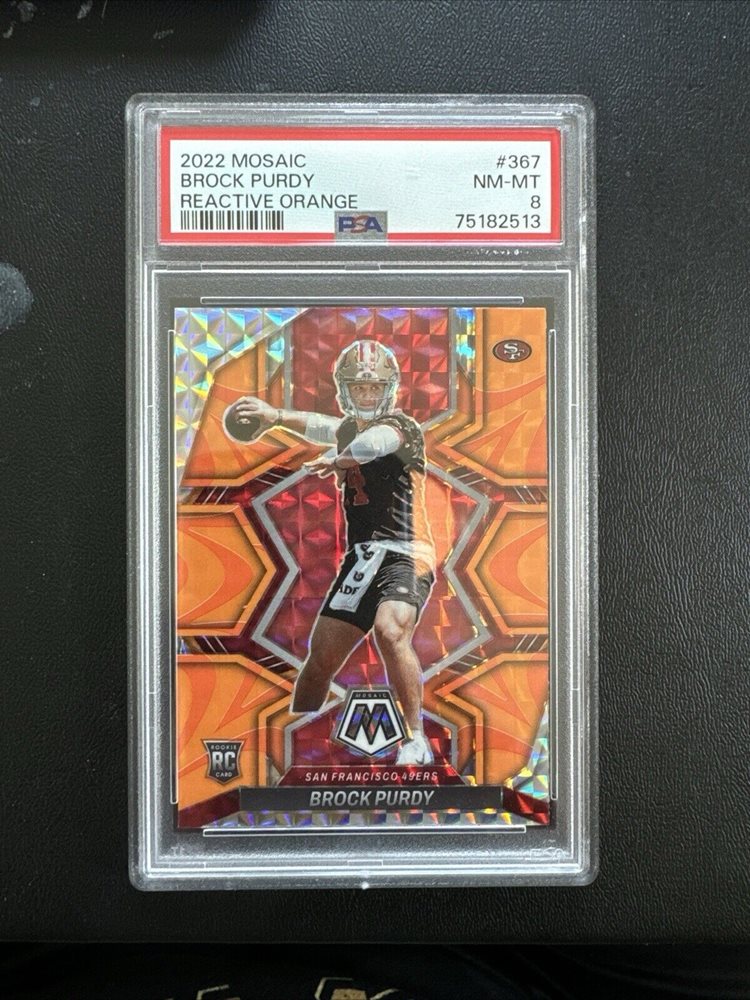 2022 MOSAIC #367
BROCK PURDY NM-MT
REACTIVE ORANGE 8
PSA 75182513
SF
4
MOSAIC
M
ROOKIE
RC
CARD
SAN FRANCISCO 49ERS
BROCK PURDY